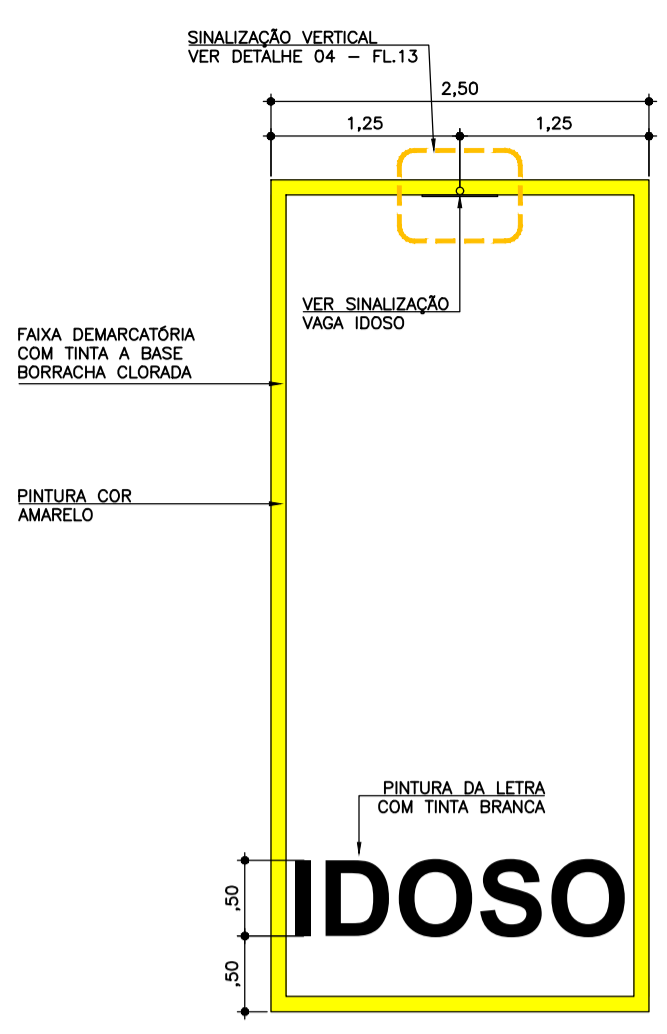 SINALIZAÇÃO VERTICAL
VER DETALHE 04 – FL.13
2,50
1,25
1,25
VER SINALIZAÇÃO
VAGA IDOSO
FAIXA DEMARCATÓRIA
COM TINTA A BASE
BORRACHA CLORADA
PINTURA COR
AMARELO
PINTURA DA LETRA
COM TINTA BRANCA
,50
IDOSO
,50